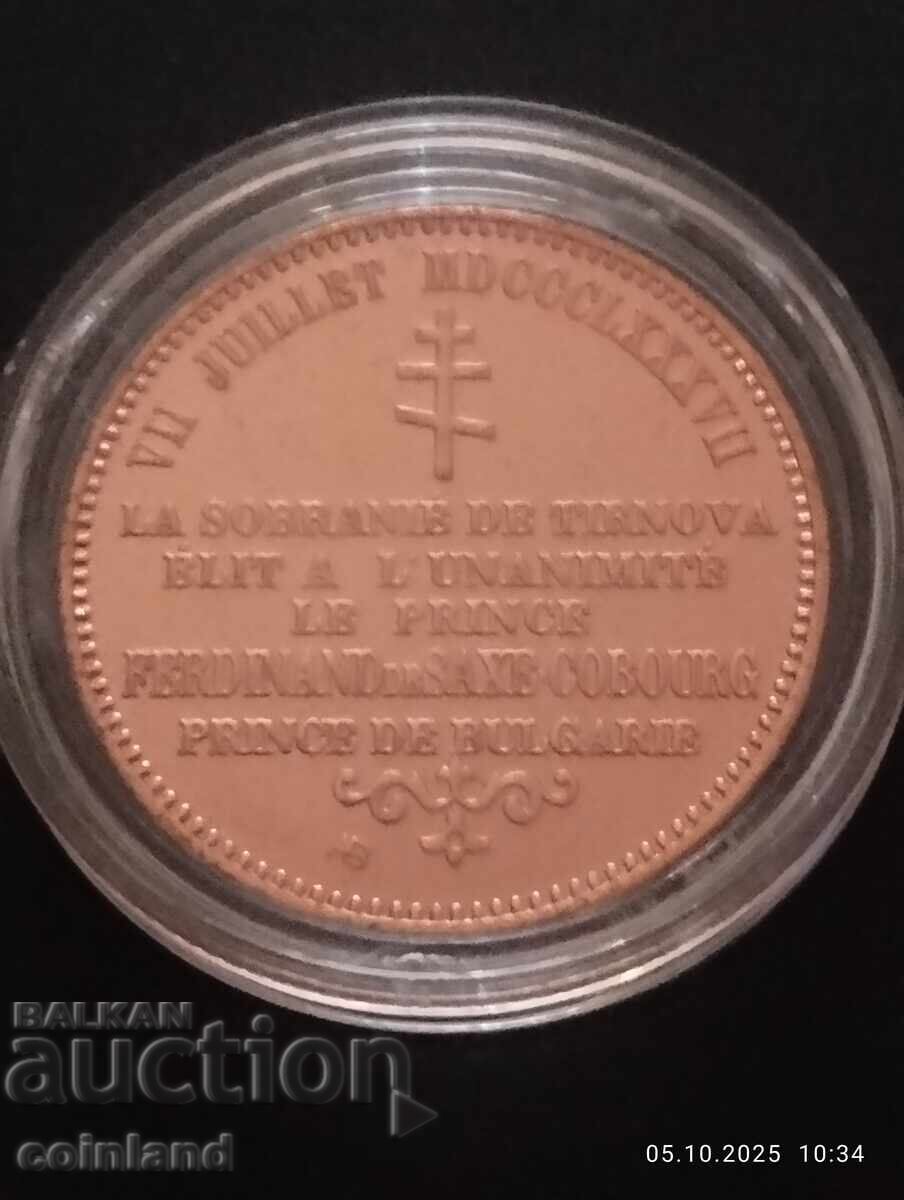 VII JUILLET MDCCCLXXXVII
LA SOBRANIE DE TIRNOVA
ÉLIT A L'UNANIMITÉ
LE PRINCE
FERDINAND DE SAXE-COBOURG
PRINCE DE BULGARIE
BALKAN
auction
coinland
05.10.2025 10:34